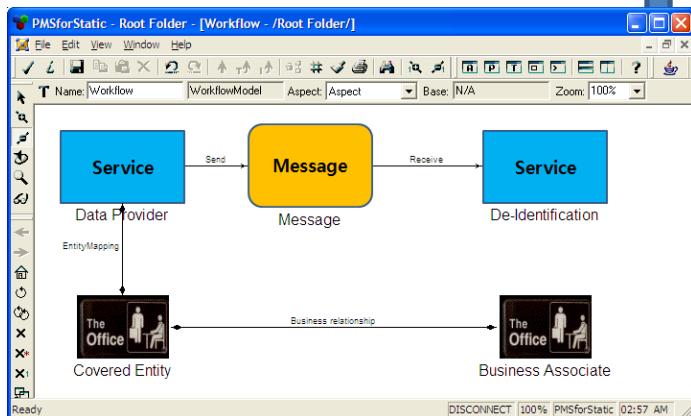 PMSforStatic - Root Folder - [Workflow - /Root Folder/]
File Edit View Window Help
Name: Workflow WorkflowModel Aspect: Aspect Base: N/A Zoom: 100%
Service Send Message Receive Service
Data Provider Message De-Identification
EntityMapping
The Office Business relationship The Office
Covered Entity Business Associate
Ready DISCONNECT 100% PMSforStatic 02:57 AM